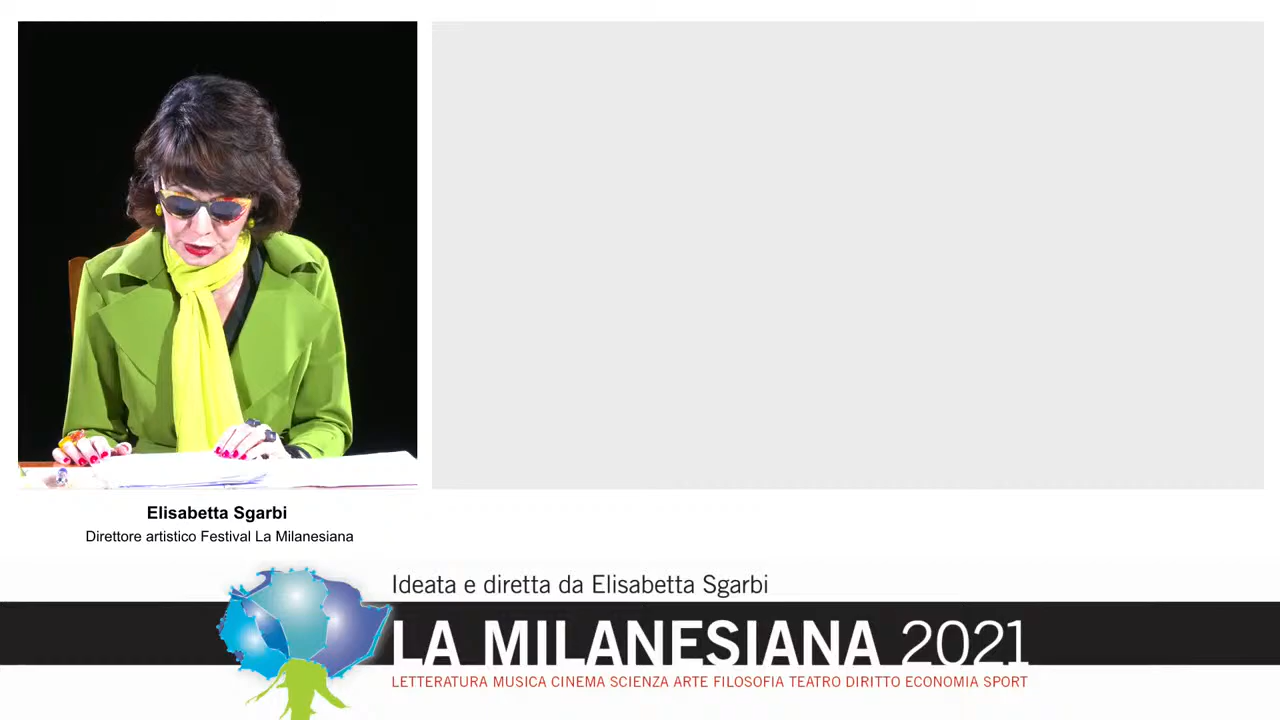 Elisabetta Sgarbi
Direttore artistico Festival La Milanesiana
Ideata e diretta da Elisabetta Sgarbi
LA MILANESIANA 2021
LETTERATURA MUSICA CINEMA SCIENZA ARTE FILOSOFIA TEATRO DIRITTO ECONOMIA SPORT